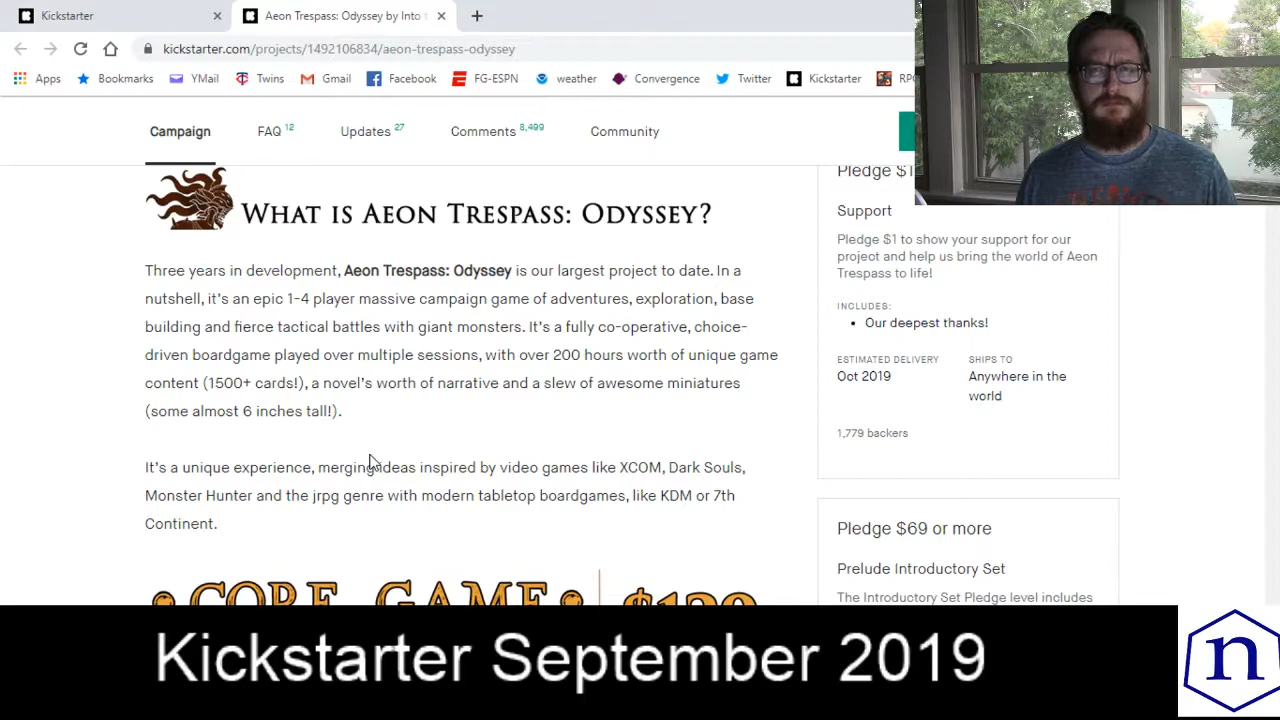 Kickstarter
Aeon Trespass: Odyssey by Into t
kickstarter.com/projects/1492106834/aeon-trespass-odyssey
Apps Bookmarks YMail Twins Gmail Facebook FG-ESPN weather Convergence Twitter Kickstarter RPG
Campaign FAQ 12 Updates 27 Comments 8,499 Community
WHAT IS AEON TRESPASS: ODYSSEY?
Three years in development, Aeon Trespass: Odyssey is our largest project to date. In a
nutshell, it's an epic 1-4 player massive campaign game of adventures, exploration, base
building and fierce tactical battles with giant monsters. It's a fully co-operative, choice-
driven boardgame played over multiple sessions, with over 200 hours worth of unique game
content (1500+ cards!), a novel's worth of narrative and a slew of awesome miniatures
(some almost 6 inches tall!).
It's a unique experience, merging ideas inspired by video games like XCOM, Dark Souls,
Monster Hunter and the jrpg genre with modern tabletop boardgames, like KDM or 7th
Continent.
CORE GAME
Pledge $1
Support
Pledge $1 to show your support for our
project and help us bring the world of Aeon
Trespass to life!
INCLUDES:
• Our deepest thanks!
ESTIMATED DELIVERY SHIPS TO
Oct 2019 Anywhere in the
world
1,779 backers
Pledge $69 or more
Prelude Introductory Set
The Introductory Set Pledge level includes
Kickstarter September 2019
n